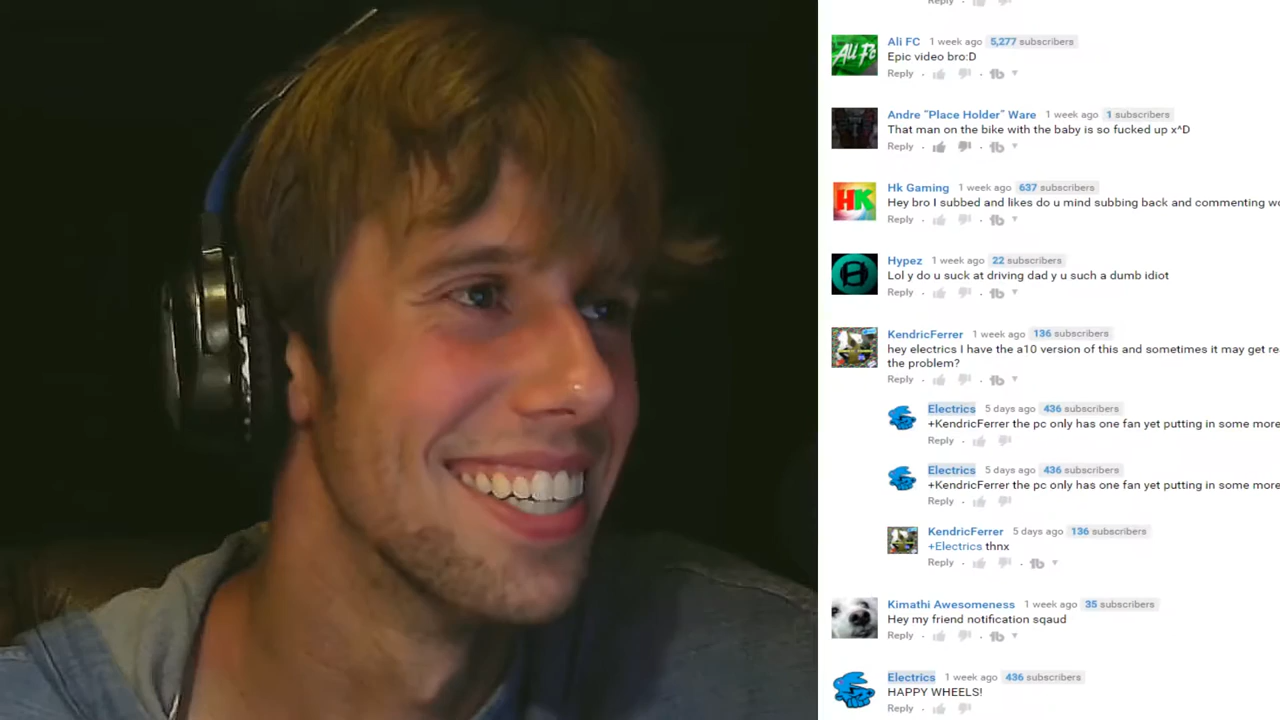 Reply
Ali FC 1 week ago 5,277 subscribers
Epic video bro:D
Reply
Andre "Place Holder" Ware 1 week ago 1 subscribers
That man on the bike with the baby is so fucked up x^D
Reply
Hk Gaming 1 week ago 637 subscribers
Hey bro I subbed and likes do u mind subbing back and commenting
Reply
Hypez 1 week ago 22 subscribers
Lol y do u suck at driving dad y u such a dumb idiot
Reply
KendricFerrer 1 week ago 136 subscribers
hey electrics I have the a10 version of this and sometimes it may get
the problem?
Reply
Electrics 5 days ago 436 subscribers
+KendricFerrer the pc only has one fan yet putting in some more
Reply
Electrics 5 days ago 436 subscribers
+KendricFerrer the pc only has one fan yet putting in some more
Reply
KendricFerrer 5 days ago 136 subscribers
+Electrics thnx
Reply
Kimathi Awesomeness 1 week ago 35 subscribers
Hey my friend notification sqaud
Reply
Electrics 1 week ago 436 subscribers
HAPPY WHEELS!
Reply